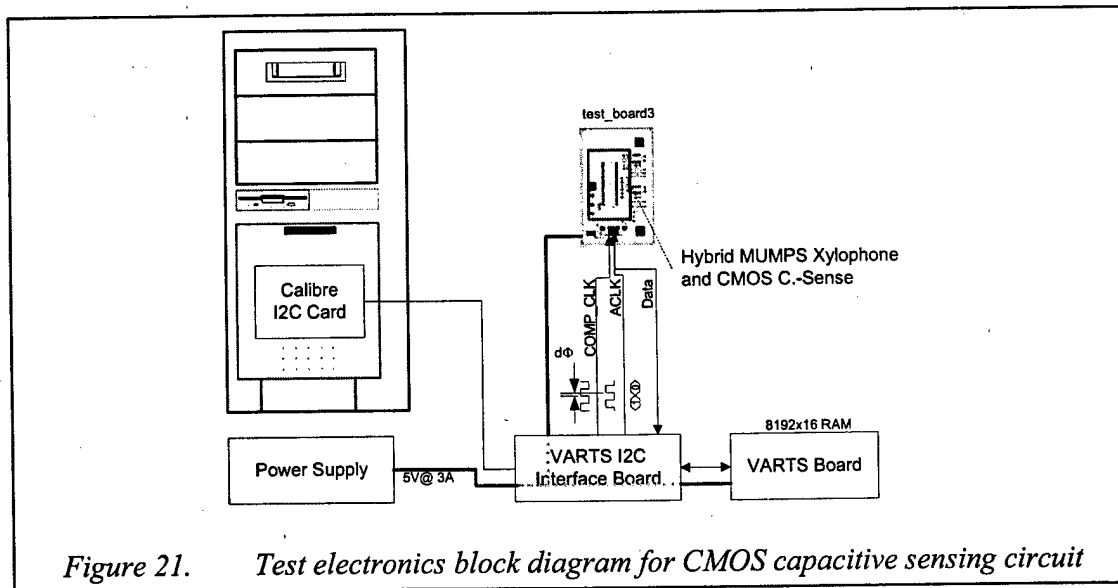 test_board3
Hybrid MUMPS Xylophone
and CMOS C.-Sense
Calibre
I2C Card
COMP_CLK
ACLK
Data
dΦ
8192x16 RAM
Power Supply
5V@ 3A
VARTS I2C
Interface Board
VARTS Board
Figure 21. Test electronics block diagram for CMOS capacitive sensing circuit